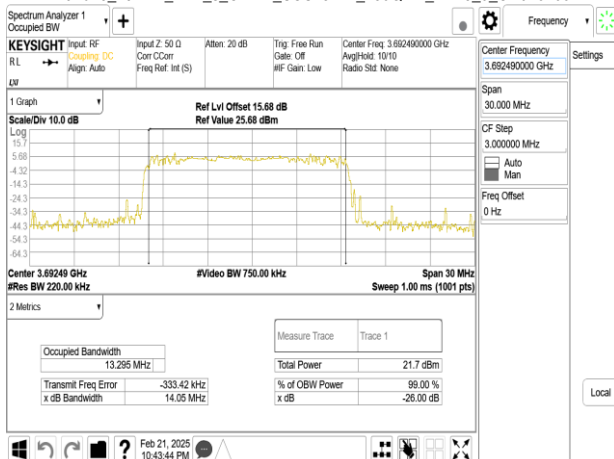 Spectrum Analyzer 1
Occupied BW
Frequency
KEYSIGHT
RL
LXI
Input: RF
Coupling: DC
Align: Auto
Input Z: 50 Ω
Corr CCorr
Freq Ref: Int (S)
Atten: 20 dB
Trig: Free Run
Gate: Off
#IF Gain: Low
Center Freq: 3.692490000 GHz
Avg|Hold: 10/10
Radio Std: None
Center Frequency
3.692490000 GHz
Settings
Span
30.000 MHz
CF Step
3.000000 MHz
Auto
Man
Freq Offset
0 Hz
Local
1 Graph
Scale/Div 10.0 dB
Ref Lvl Offset 15.68 dB
Ref Value 25.68 dBm
Log
15.7
5.68
-4.32
-14.3
-24.3
-34.3
-44.3
-54.3
-64.3
Center 3.69249 GHz
#Video BW 750.00 kHz
Span 30 MHz
#Res BW 220.00 kHz
Sweep 1.00 ms (1001 pts)
2 Metrics
Measure Trace
Trace 1
Occupied Bandwidth
13.295 MHz
Total Power
21.7 dBm
Transmit Freq Error
-333.42 kHz
% of OBW Power
99.00 %
x dB Bandwidth
14.05 MHz
x dB
-26.00 dB
Feb 21, 2025
10:43:44 PM